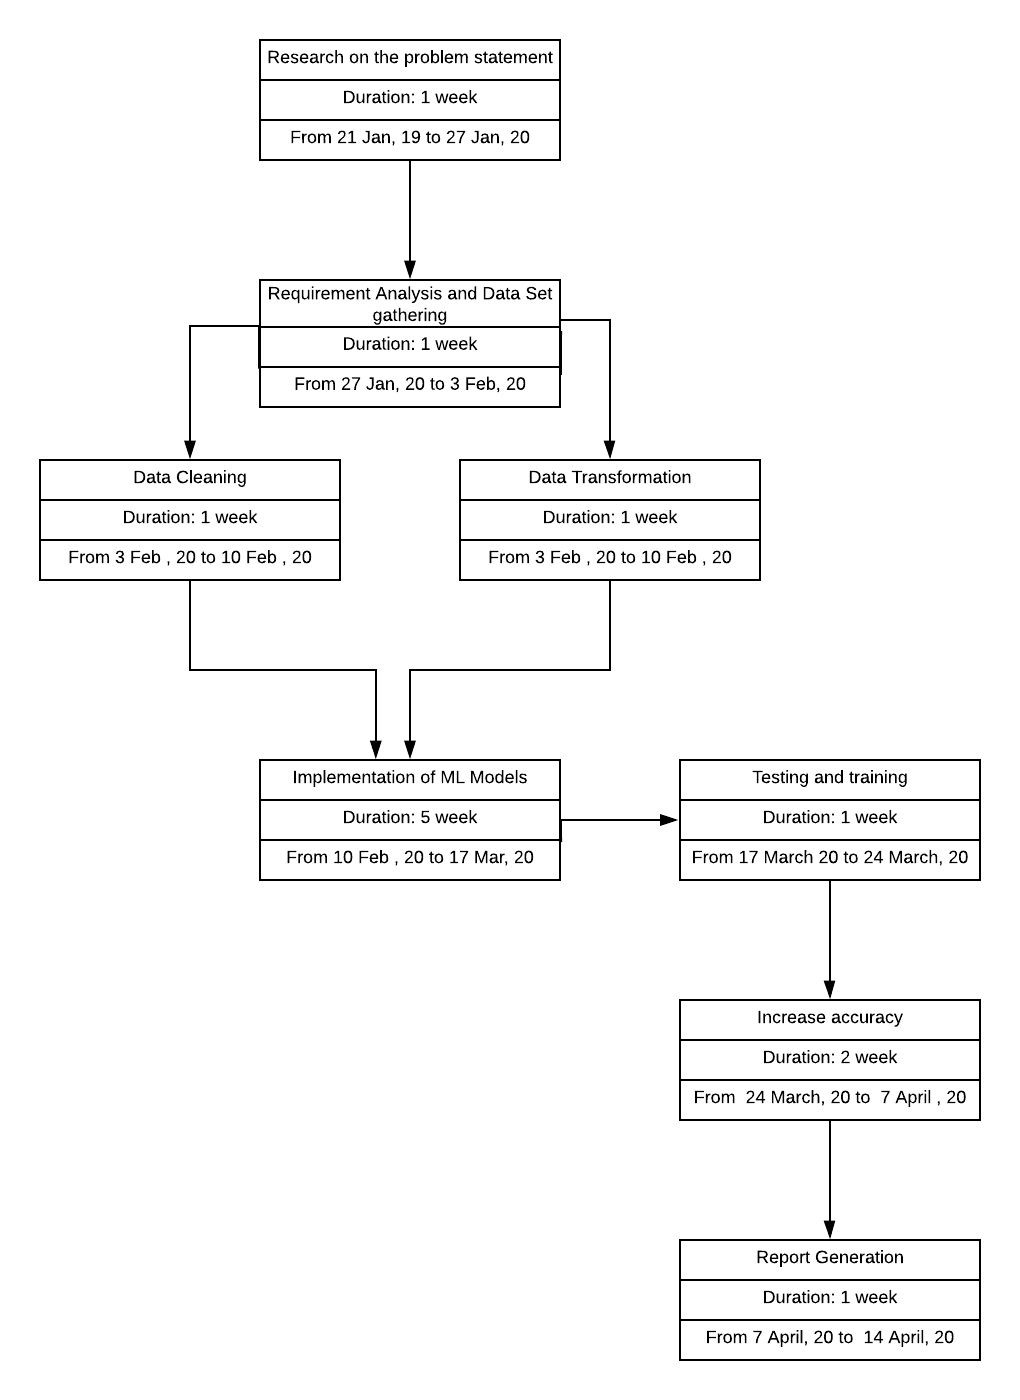 Research on the problem statement
Duration: 1 week
From 21 Jan, 19 to 27 Jan, 20
Requirement Analysis and Data Set
gathering
Duration: 1 week
From 27 Jan, 20 to 3 Feb, 20
Data Cleaning
Duration: 1 week
From 3 Feb , 20 to 10 Feb , 20
Data Transformation
Duration: 1 week
From 3 Feb , 20 to 10 Feb , 20
Implementation of ML Models
Duration: 5 week
From 10 Feb , 20 to 17 Mar, 20
Testing and training
Duration: 1 week
From 17 March 20 to 24 March, 20
Increase accuracy
Duration: 2 week
From  24 March, 20 to  7 April , 20
Report Generation
Duration: 1 week
From 7 April, 20 to  14 April, 20